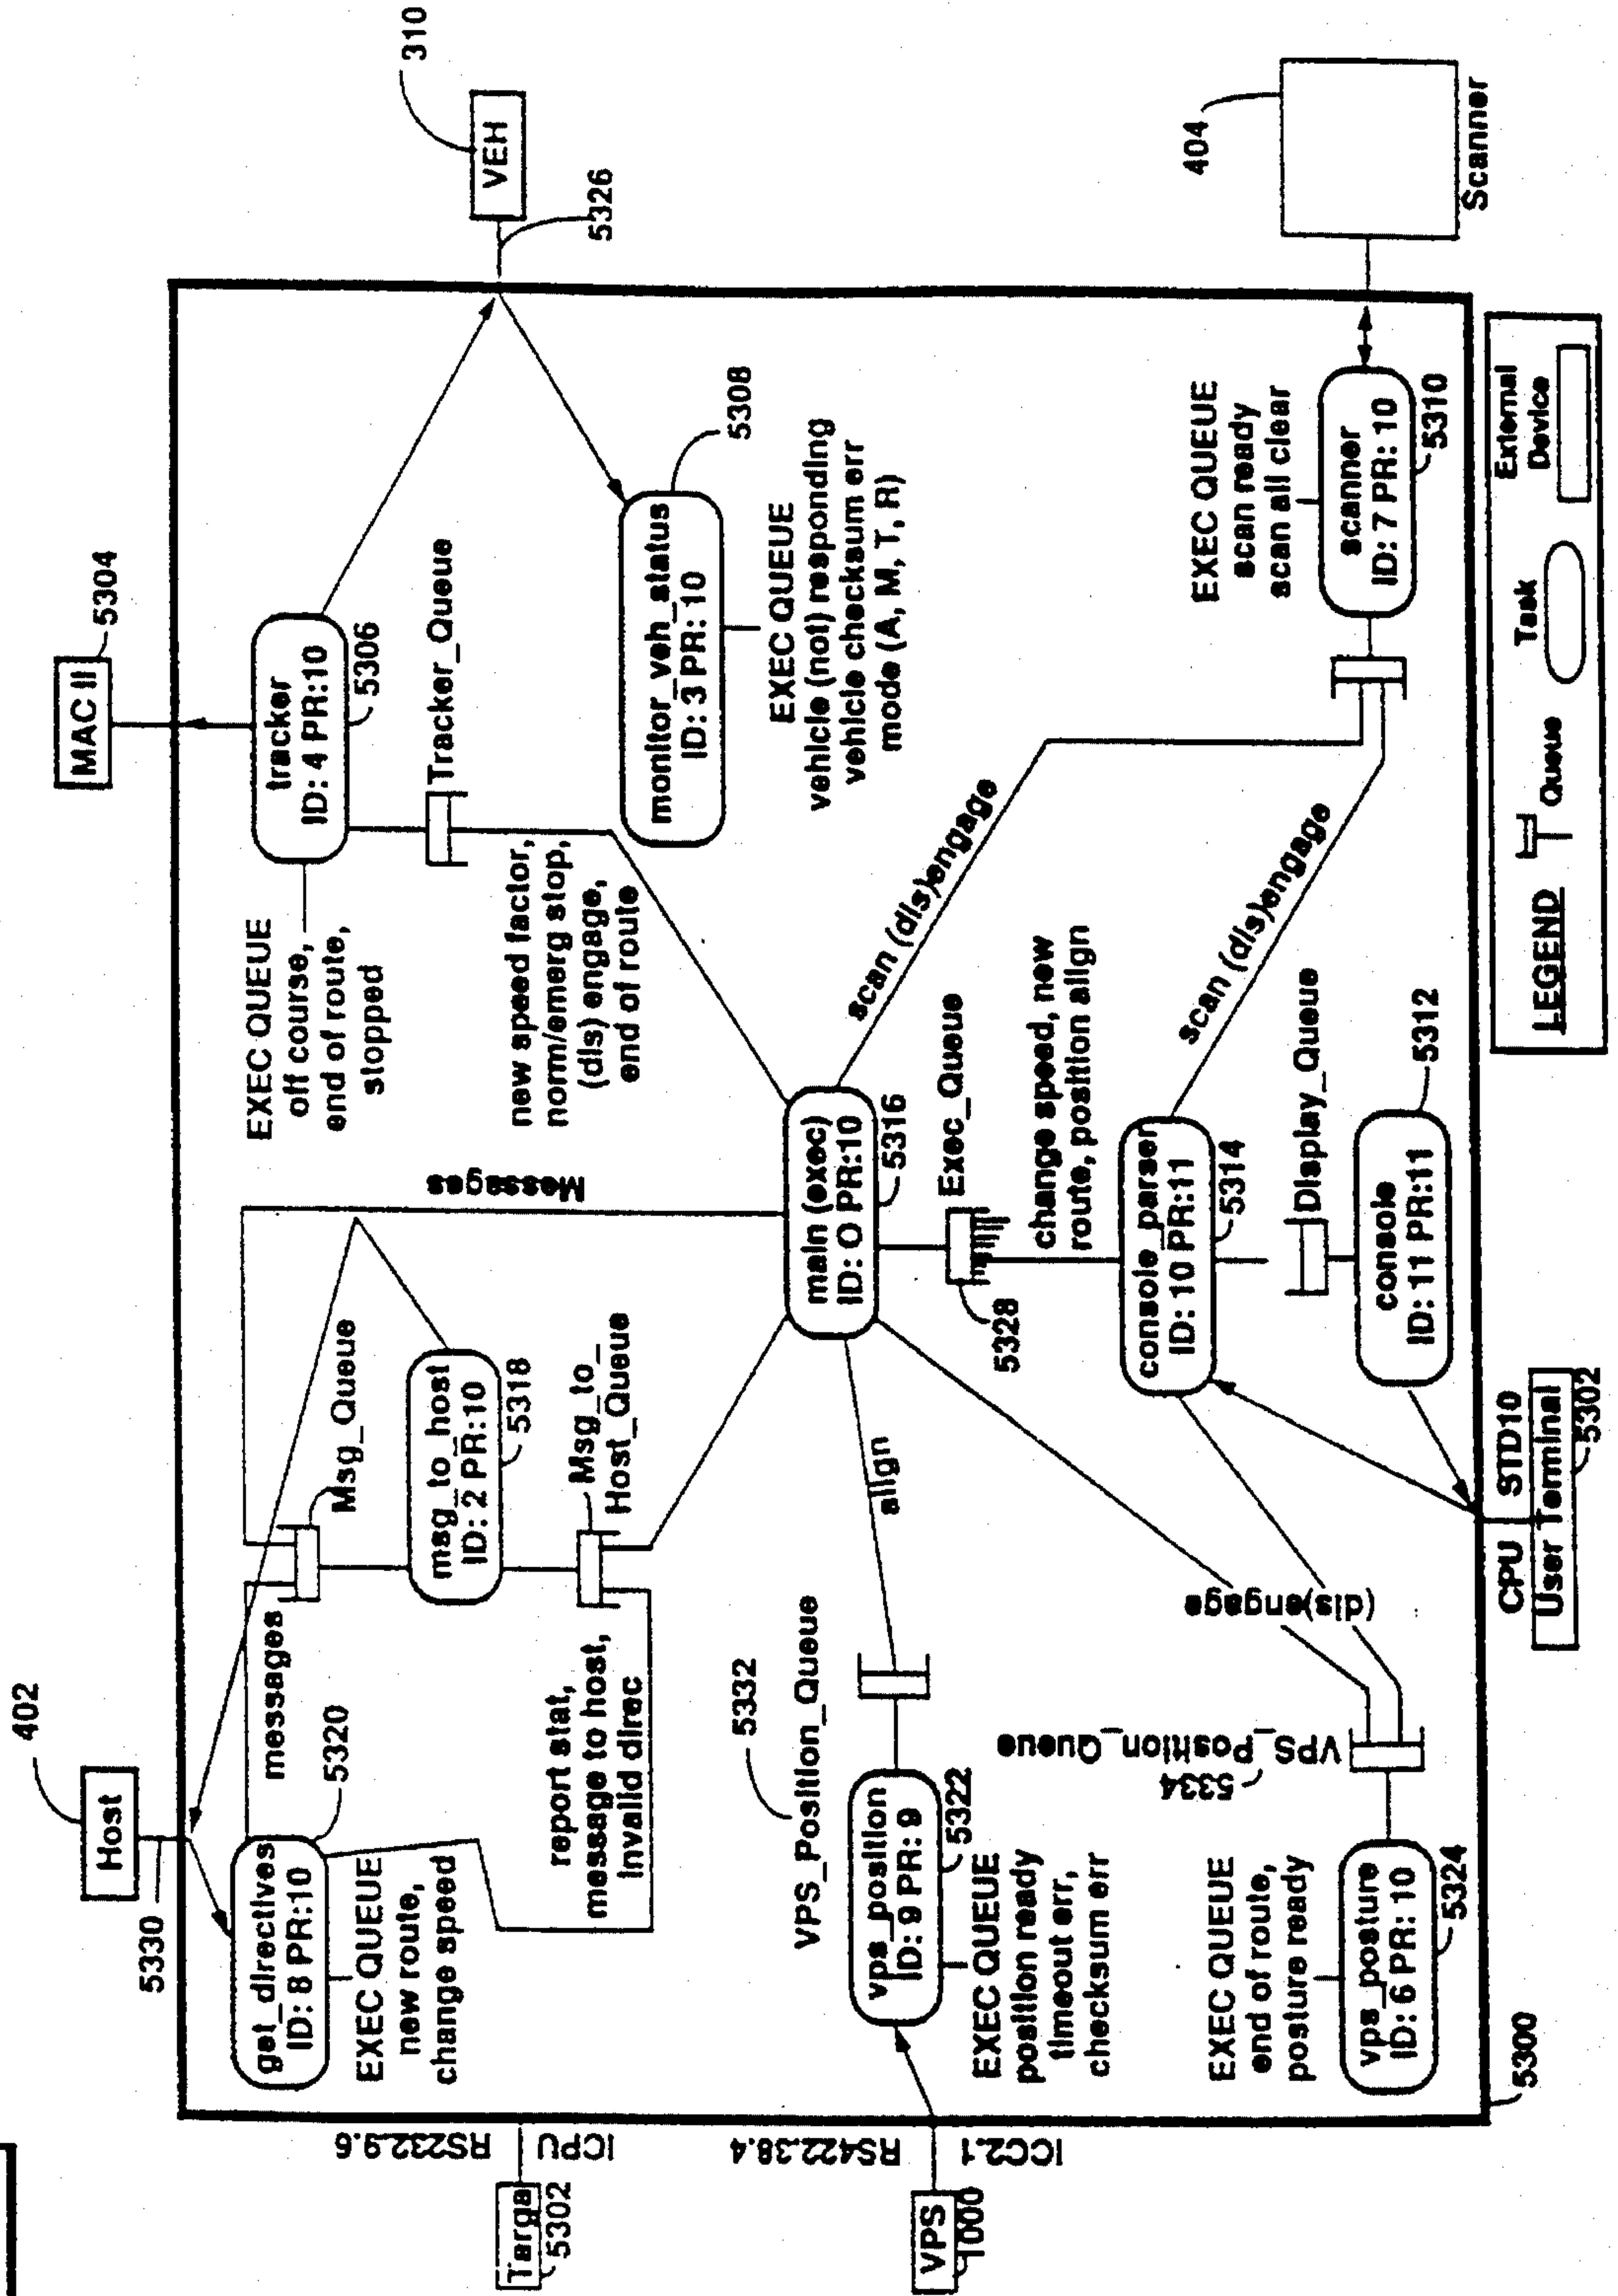 402
Host
5330
MAC II
5304
310
VEH
5326
get_directives
ID: 8 PR:10
5320
EXEC QUEUE
new route,
change speed
messages
Msg_Queue
msg_to_host
ID: 2 PR:10
5318
Msg_to_
Host_Queue
report stat,
message to host,
invalid direc
Messages
EXEC QUEUE
off course,
end of route,
stopped
tracker
ID: 4 PR:10
5306
Tracker_Queue
new speed factor,
norm/emerg stop,
(dis) engage,
end of route
monitor_veh_status
ID: 3 PR: 10
5308
EXEC QUEUE
vehicle (not) responding
vehicle checksum err
mode (A, M, T, R)
RS232.9.6
ICPU
Targa
5302
RS422.38.4
ICC2.1
VPS
1000
5332
VPS_Position_Queue
vps_position
ID: 9 PR: 9
5322
EXEC QUEUE
position ready
timeout err,
checksum err
align
main (exec)
ID: O PR:10
5316
Exec_Queue
5328
change speed, new
route, position align
scan (dis)engage
scan (dis)engage
console_parser
ID: 10 PR:11
5314
Display_Queue
console
ID: 11 PR:11
5312
(dis)engage
VPS_Position_Queue
5334
EXEC QUEUE
end of route,
posture ready
vps_posture
ID: 6 PR: 10
5324
EXEC QUEUE
scan ready
scan all clear
scanner
ID: 7 PR: 10
5310
404
Scanner
5300
CPU STD10
User Terminal
5302
LEGEND
Queue
Task
External
Device